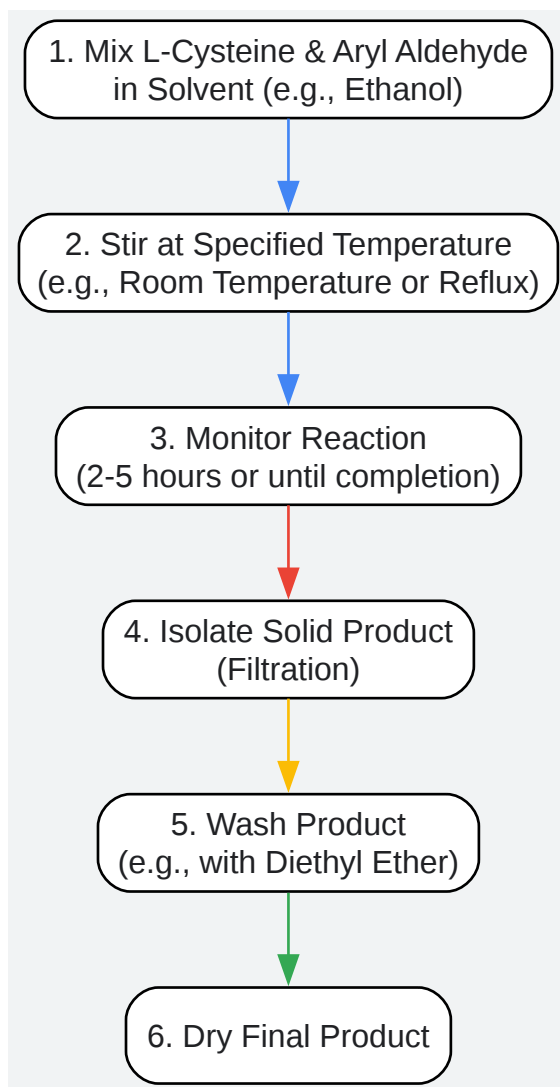 1. Mix L-Cysteine & Aryl Aldehyde
in Solvent (e.g., Ethanol)
2. Stir at Specified Temperature
(e.g., Room Temperature or Reflux)
3. Monitor Reaction
(2-5 hours or until completion)
4. Isolate Solid Product
(Filtration)
5. Wash Product
(e.g., with Diethyl Ether)
6. Dry Final Product